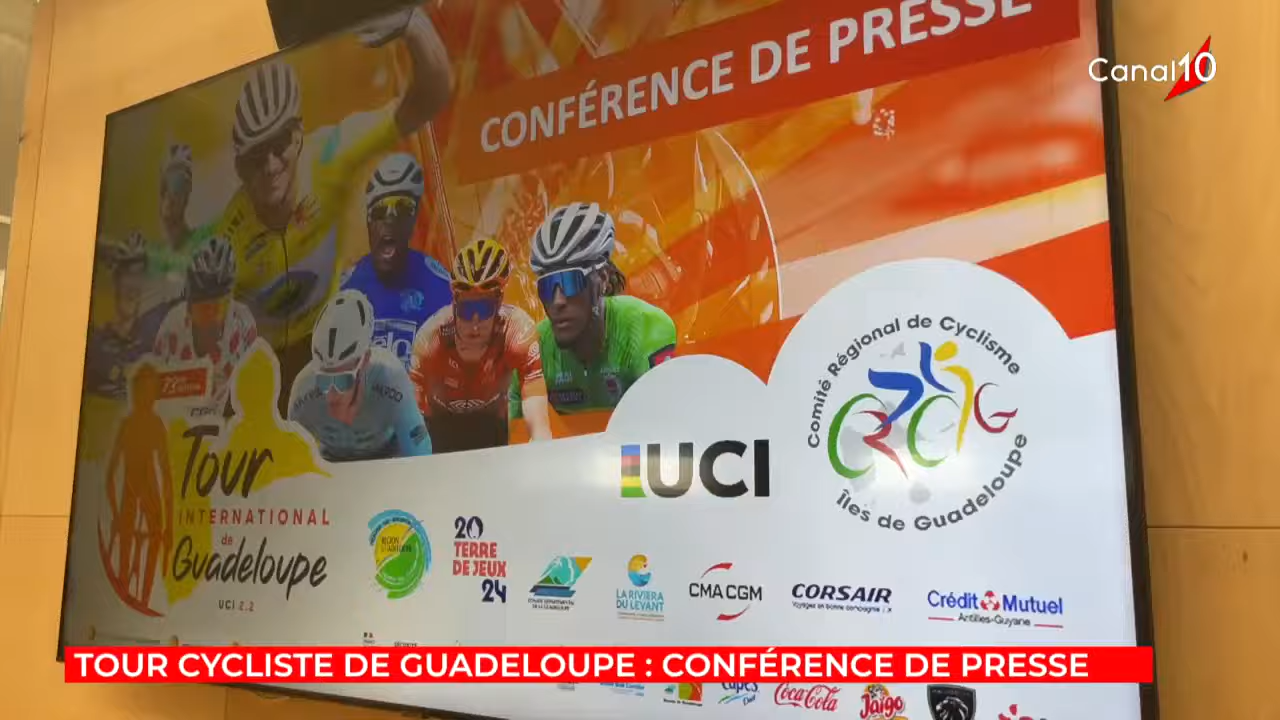 CONFÉRENCE DE PRESSE
Canal10
Comité Régional de Cyclisme
CRCIG
Îles de Guadeloupe
UCI
Tour
INTERNATIONAL
de
Guadeloupe
UCI 2.2
20
TERRE
DE JEUX
24
LA RIVIERA
DU LEVANT
CMA CGM
CORSAIR
Crédit Mutuel
Antilles-Guyane
TOUR CYCLISTE DE GUADELOUPE : CONFÉRENCE DE PRESSE
Coca-Cola
Jaigo